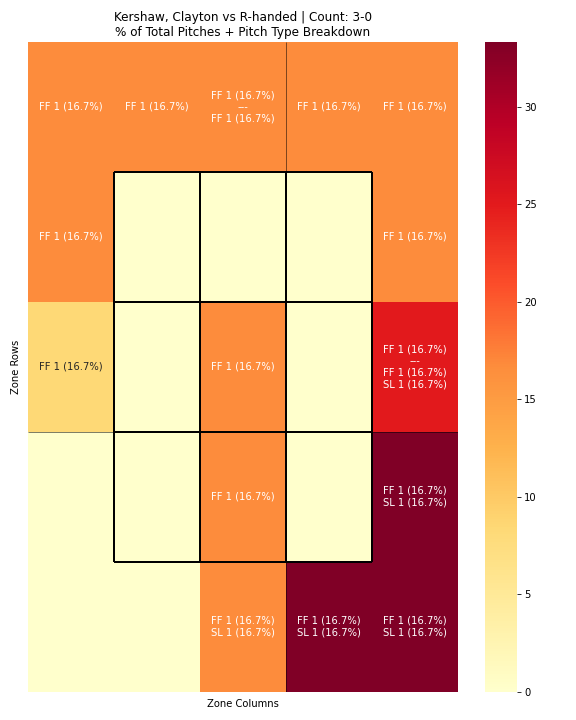 Kershaw, Clayton vs R-handed | Count: 3-0
% of Total Pitches + Pitch Type Breakdown
FF 1 (16.7%)
FF 1 (16.7%)
FF 1 (16.7%)
---
FF 1 (16.7%)
FF 1 (16.7%)
FF 1 (16.7%)
FF 1 (16.7%)
FF 1 (16.7%)
FF 1 (16.7%)
FF 1 (16.7%)
FF 1 (16.7%)
---
FF 1 (16.7%)
SL 1 (16.7%)
FF 1 (16.7%)
FF 1 (16.7%)
SL 1 (16.7%)
FF 1 (16.7%)
SL 1 (16.7%)
FF 1 (16.7%)
SL 1 (16.7%)
FF 1 (16.7%)
SL 1 (16.7%)
Zone Rows
Zone Columns
30
25
20
15
10
5
0